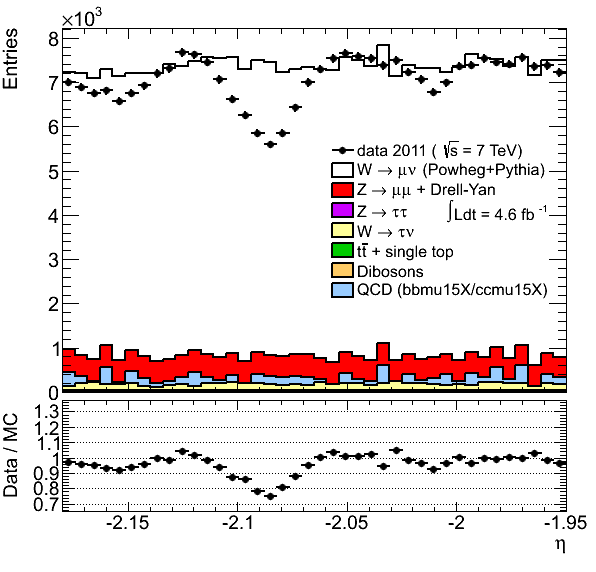 ×10³
Entries
8
7
6
5
4
3
2
1
0
data 2011 ( √s = 7 TeV)
W → μν (Powheg+Pythia)
Z → μμ + Drell-Yan
Z → ττ
∫Ldt = 4.6 fb⁻¹
W → τν
tt̅ + single top
Dibosons
QCD (bbmu15X/ccmu15X)
Data / MC
1.3
1.2
1.1
1
0.9
0.8
0.7
-2.15 -2.1 -2.05 -2 -1.95
η